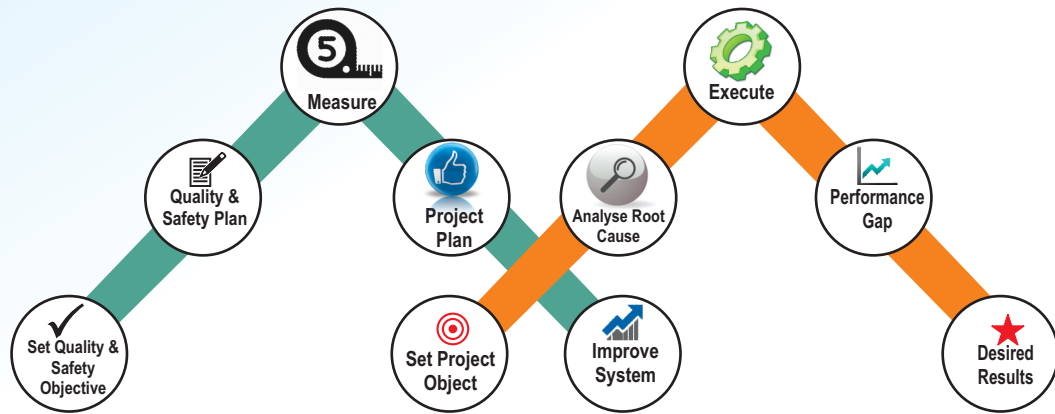 5
Measure
Execute
Quality &
Safety Plan
Project
Plan
Analyse Root
Cause
Performance
Gap
Set Quality &
Safety
Objective
Set Project
Object
Improve
System
Desired
Results